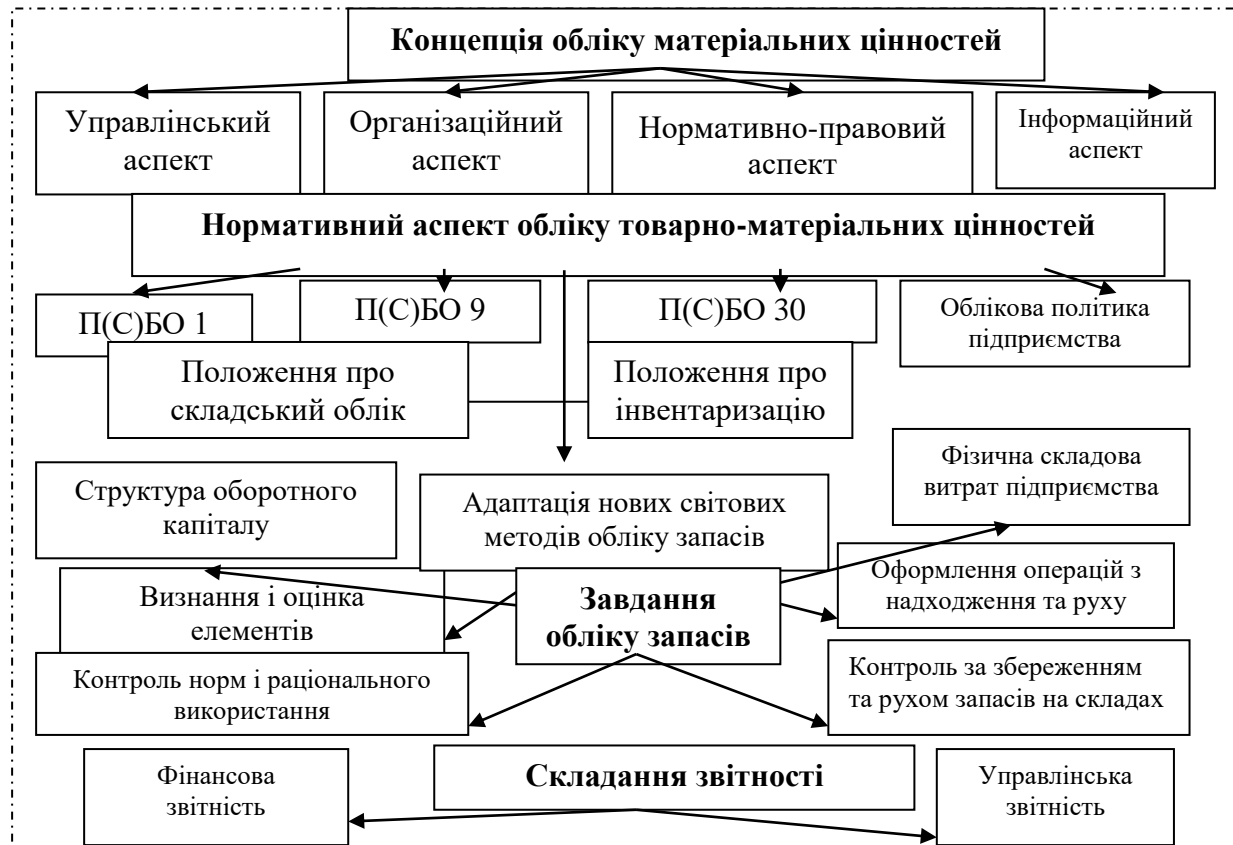 Концепція обліку матеріальних цінностей
Управлінський
аспект
Організаційний
аспект
Нормативно-правовий
аспект
Інформаційний
аспект
Нормативний аспект обліку товарно-матеріальних цінностей
П(С)БО 1
П(С)БО 9
П(С)БО 30
Облікова політика
підприємства
Положення про
складський облік
Положення про
інвентаризацію
Структура оборотного
капіталу
Адаптація нових світових
методів обліку запасів
Фізична складова
витрат підприємства
Визнання і оцінка
елементів
Завдання
обліку запасів
Оформлення операцій з
надходження та руху
Контроль норм і раціонального
використання
Контроль за збереженням
та рухом запасів на складах
Фінансова
звітність
Складання звітності
Управлінська
звітність